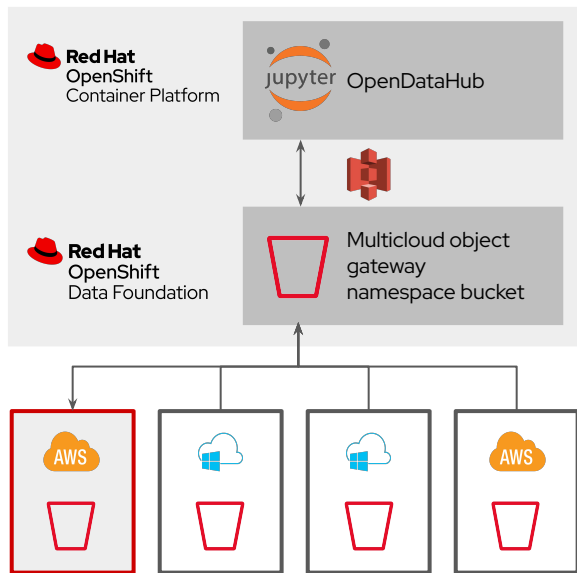 Red Hat
OpenShift
Container Platform
jupyter
OpenDataHub
Red Hat
OpenShift
Data Foundation
Multicloud object
gateway
namespace bucket
AWS
AWS